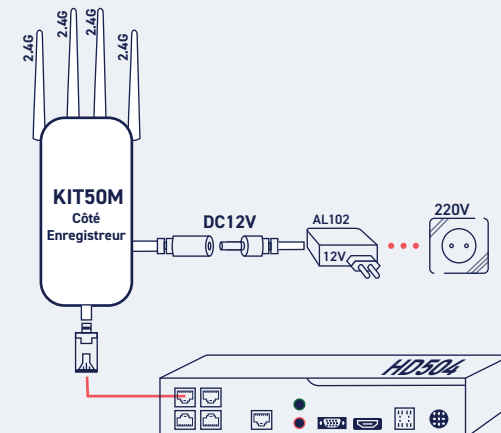 2.4G
2.4G
2.4G
2.4G
KIT50M
Côté
Enregistreur
DC12V
AL102
12V
220V
HD504